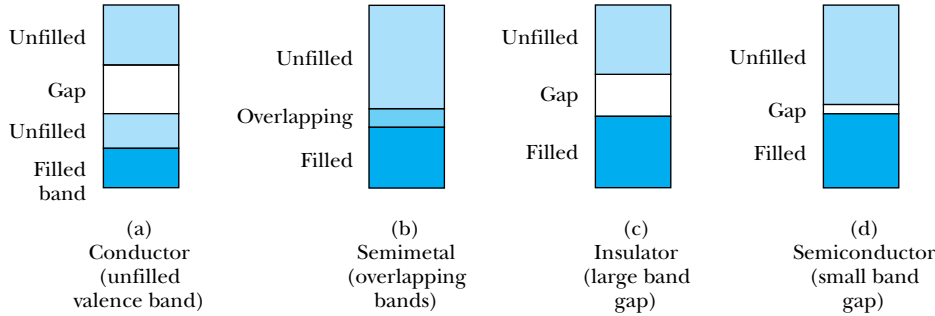 Unfilled
Gap
Unfilled
Filled
band
(a)
Conductor
(unfilled
valence band)
Unfilled
Overlapping
Filled
(b)
Semimetal
(overlapping
bands)
Unfilled
Gap
Filled
(c)
Insulator
(large band
gap)
Unfilled
Gap
Filled
(d)
Semiconductor
(small band
gap)